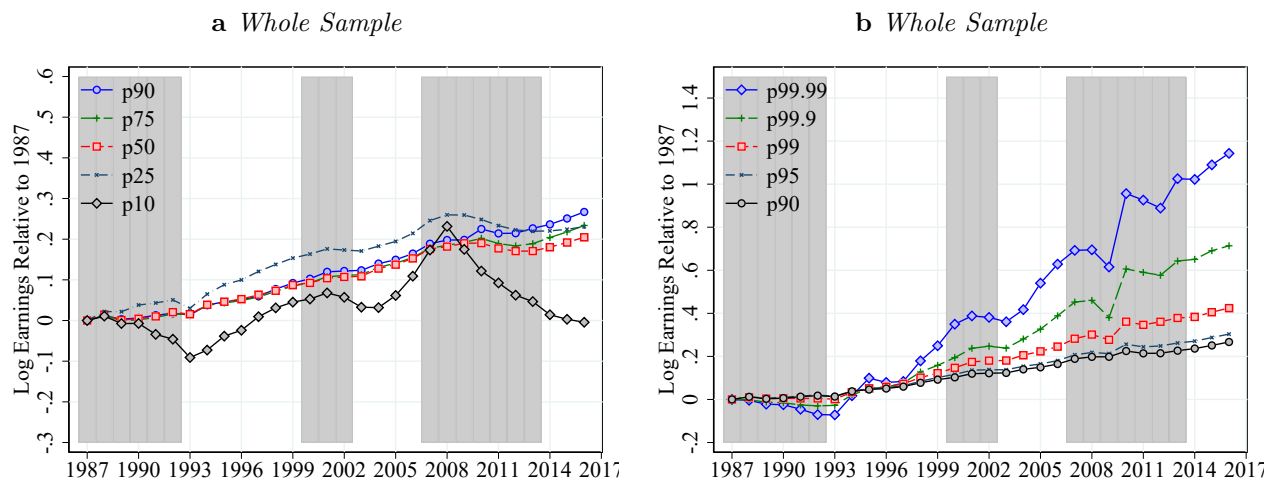 a Whole Sample
Log Earnings Relative to 1987
.6
.5
.4
.3
.2
.1
0
-.1
-.2
-.3
p90
p75
p50
p25
p10
1987 1990 1993 1996 1999 2002 2005 2008 2011 2014 2017
b Whole Sample
Log Earnings Relative to 1987
1.4
1.2
1
.8
.6
.4
.2
0
-.2
p99.99
p99.9
p99
p95
p90
1987 1990 1993 1996 1999 2002 2005 2008 2011 2014 2017